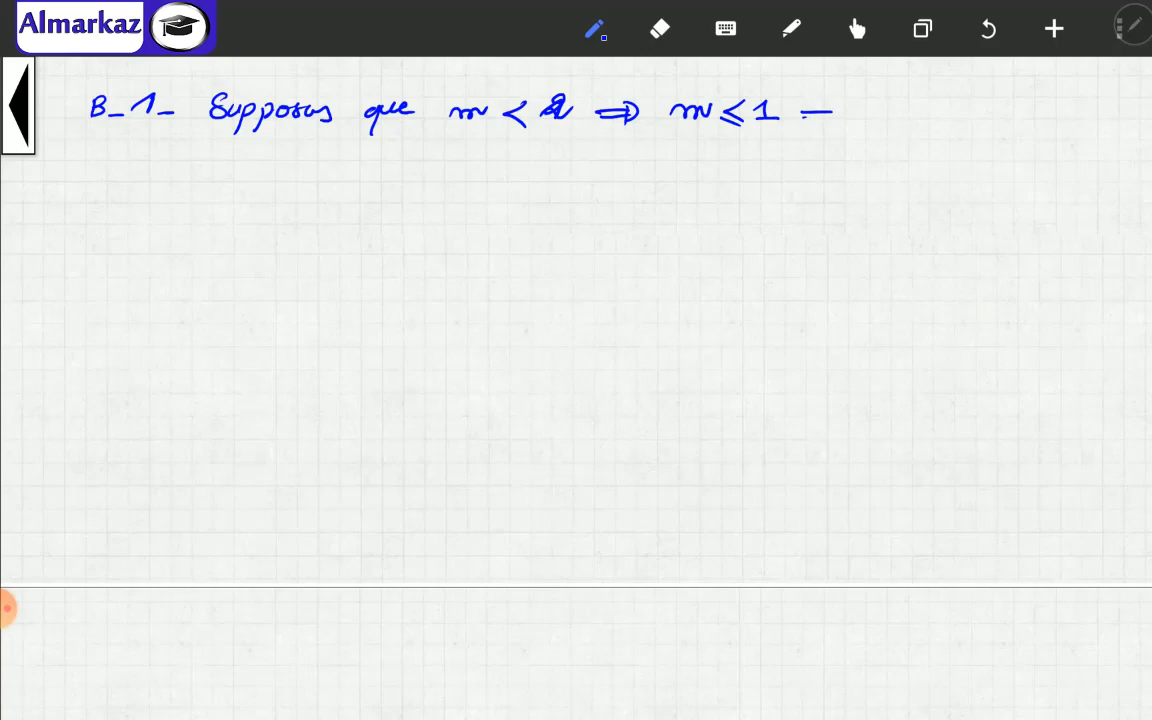 Almarkaz
B_1_ Supposons que m < 2 ⇒ m ⩽ 1 =